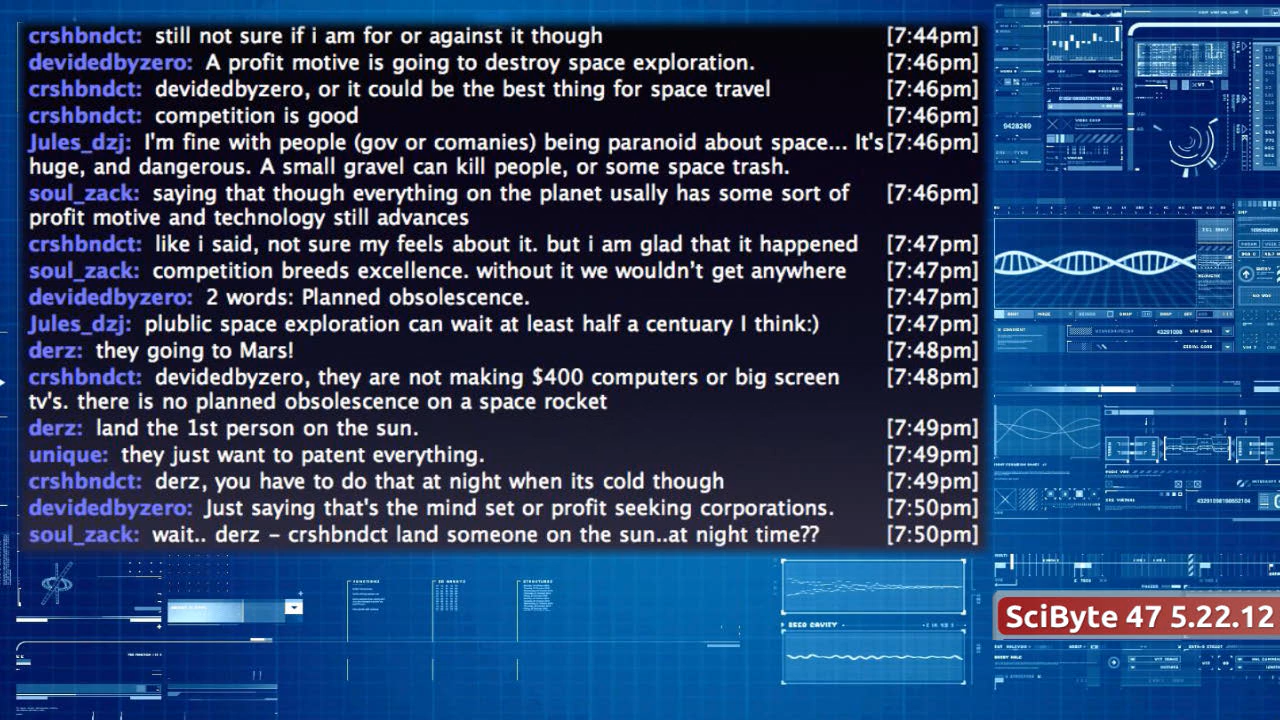 crshbndct: still not sure if i am for or against it though [7:44pm]
devidedbyzero: A profit motive is going to destroy space exploration. [7:46pm]
crshbndct: devidedbyzero, or it could be the best thing for space travel [7:46pm]
crshbndct: competition is good [7:46pm]
Jules_dzj: I'm fine with people (gov or comanies) being paranoid about space... It's [7:46pm]
huge, and dangerous. A small gravel can kill people, or some space trash.
soul_zack: saying that though everything on the planet usally has some sort of [7:46pm]
profit motive and technology still advances
crshbndct: like i said, not sure my feels about it. but i am glad that it happened [7:47pm]
soul_zack: competition breeds excellence. without it we wouldn't get anywhere [7:47pm]
devidedbyzero: 2 words: Planned obsolescence. [7:47pm]
Jules_dzj: plublic space exploration can wait at least half a centuary I think:) [7:47pm]
derz: they going to Mars! [7:48pm]
crshbndct: devidedbyzero, they are not making $400 computers or big screen [7:48pm]
tv's. there is no planned obsolescence on a space rocket
derz: land the 1st person on the sun. [7:49pm]
unique: they just want to patent everything. [7:49pm]
crshbndct: derz, you have to do that at night when its cold though [7:49pm]
devidedbyzero: Just saying that's the mind set or profit seeking corporations. [7:50pm]
soul_zack: wait.. derz - crshbndct land someone on the sun..at night time?? [7:50pm]
9428249
SciByte 47 5.22.12